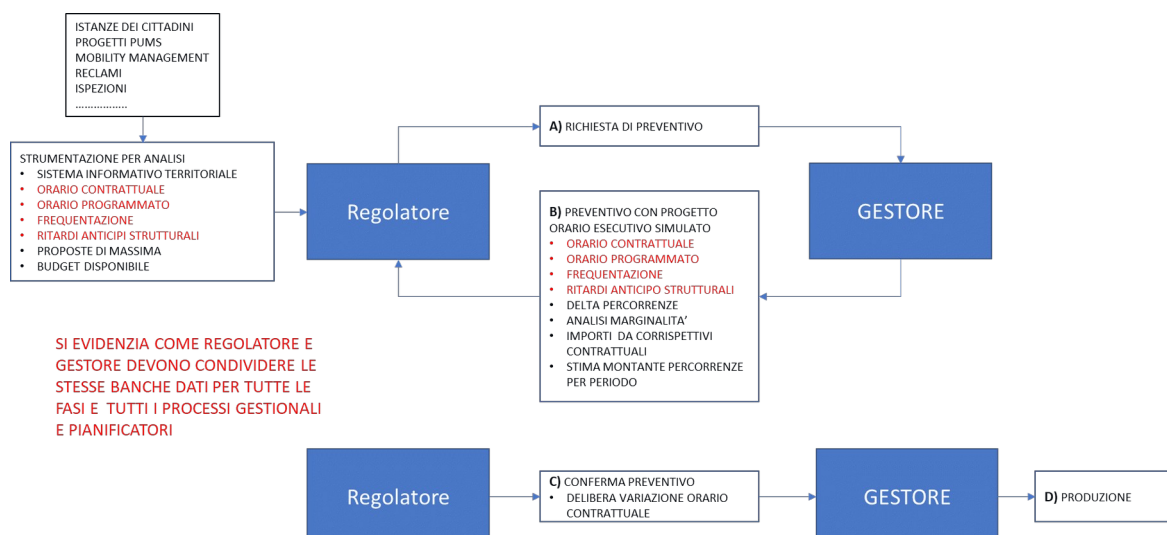 ISTANZE DEI CITTADINI
PROGETTI PUMS
MOBILITY MANAGEMENT
RECLAMI
ISPEZIONI
……………..
STRUMENTAZIONE PER ANALISI
• SISTEMA INFORMATIVO TERRITORIALE
• ORARIO CONTRATTUALE
• ORARIO PROGRAMMATO
• FREQUENTAZIONE
• RITARDI ANTICIPI STRUTTURALI
• PROPOSTE DI MASSIMA
• BUDGET DISPONIBILE
Regolatore
A) RICHIESTA DI PREVENTIVO
GESTORE
B) PREVENTIVO CON PROGETTO
ORARIO ESECUTIVO SIMULATO
• ORARIO CONTRATTUALE
• ORARIO PROGRAMMATO
• FREQUENTAZIONE
• RITARDI ANTICIPO STRUTTURALI
• DELTA PERCORRENZE
• ANALISI MARGINALITA’
• IMPORTI DA CORRISPETTIVI
CONTRATTUALI
• STIMA MONTANTE PERCORRENZE
PER PERIODO
SI EVIDENZIA COME REGOLATORE E
GESTORE DEVONO CONDIVIDERE LE
STESSE BANCHE DATI PER TUTTE LE
FASI E TUTTI I PROCESSI GESTIONALI
E PIANIFICATORI
Regolatore
C) CONFERMA PREVENTIVO
• DELIBERA VARIAZIONE ORARIO
CONTRATTUALE
GESTORE
D) PRODUZIONE